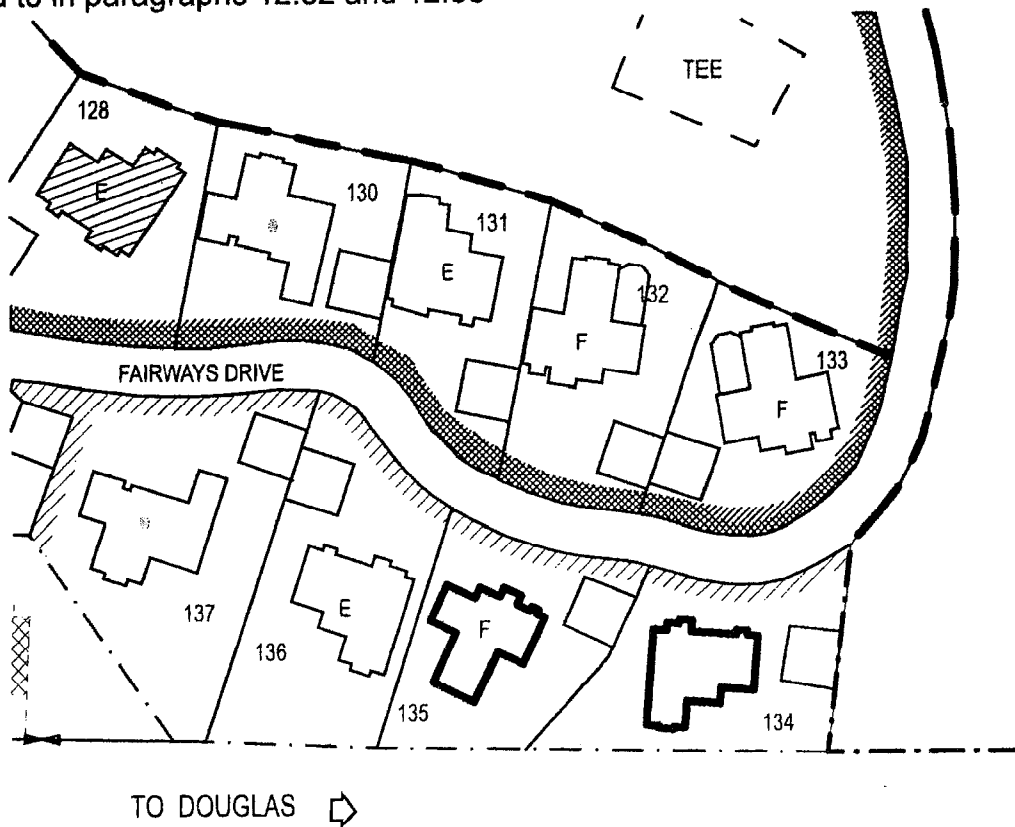 to in paragraphs 12.32 and 12.33
TEE
128
E
130
131
E
132
F
133
F
FAIRWAYS DRIVE
137
136
E
135
F
134
TO DOUGLAS